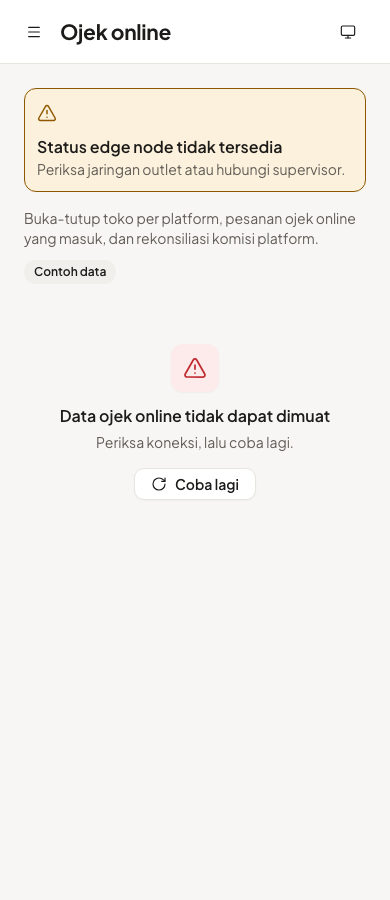 Ojek online
Status edge node tidak tersedia
Periksa jaringan outlet atau hubungi supervisor.
Buka-tutup toko per platform, pesanan ojek online
yang masuk, dan rekonsiliasi komisi platform.
Contoh data
Data ojek online tidak dapat dimuat
Periksa koneksi, lalu coba lagi.
Coba lagi